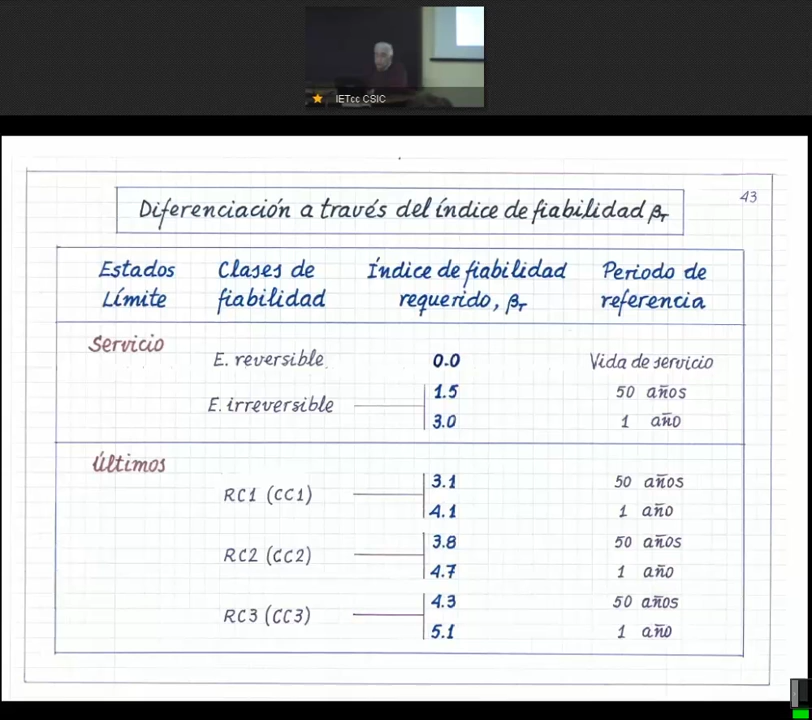 IETcc CSIC
43
Diferenciación a través del índice de fiabilidad βT
Estados Límite Clases de fiabilidad Índice de fiabilidad requerido, βT Periodo de referencia
Servicio
E. reversible 0.0 Vida de servicio
E. irreversible 1.5 50 años
3.0 1 año
Últimos
RC1 (CC1) 3.1 50 años
4.1 1 año
RC2 (CC2) 3.8 50 años
4.7 1 año
RC3 (CC3) 4.3 50 años
5.1 1 año